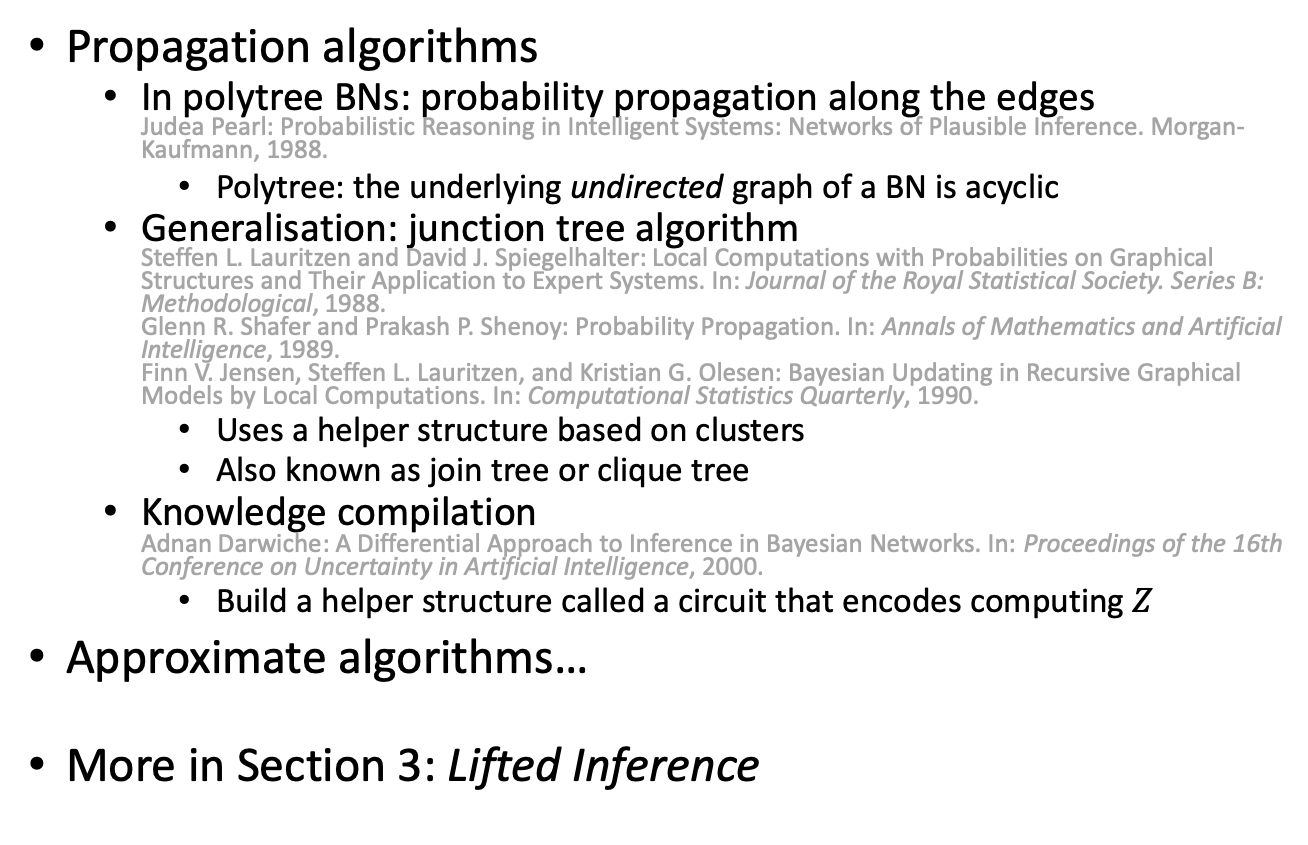 • Propagation algorithms
• In polytree BNs: probability propagation along the edges
Judea Pearl: Probabilistic Reasoning in Intelligent Systems: Networks of Plausible Inference. Morgan-
Kaufmann, 1988.
• Polytree: the underlying undirected graph of a BN is acyclic
• Generalisation: junction tree algorithm
Steffen L. Lauritzen and David J. Spiegelhalter: Local Computations with Probabilities on Graphical
Structures and Their Application to Expert Systems. In: Journal of the Royal Statistical Society. Series B:
Methodological, 1988.
Glenn R. Shafer and Prakash P. Shenoy: Probability Propagation. In: Annals of Mathematics and Artificial
Intelligence, 1989.
Finn V. Jensen, Steffen L. Lauritzen, and Kristian G. Olesen: Bayesian Updating in Recursive Graphical
Models by Local Computations. In: Computational Statistics Quarterly, 1990.
• Uses a helper structure based on clusters
• Also known as join tree or clique tree
• Knowledge compilation
Adnan Darwiche: A Differential Approach to Inference in Bayesian Networks. In: Proceedings of the 16th
Conference on Uncertainty in Artificial Intelligence, 2000.
• Build a helper structure called a circuit that encodes computing Z
• Approximate algorithms…
• More in Section 3: Lifted Inference